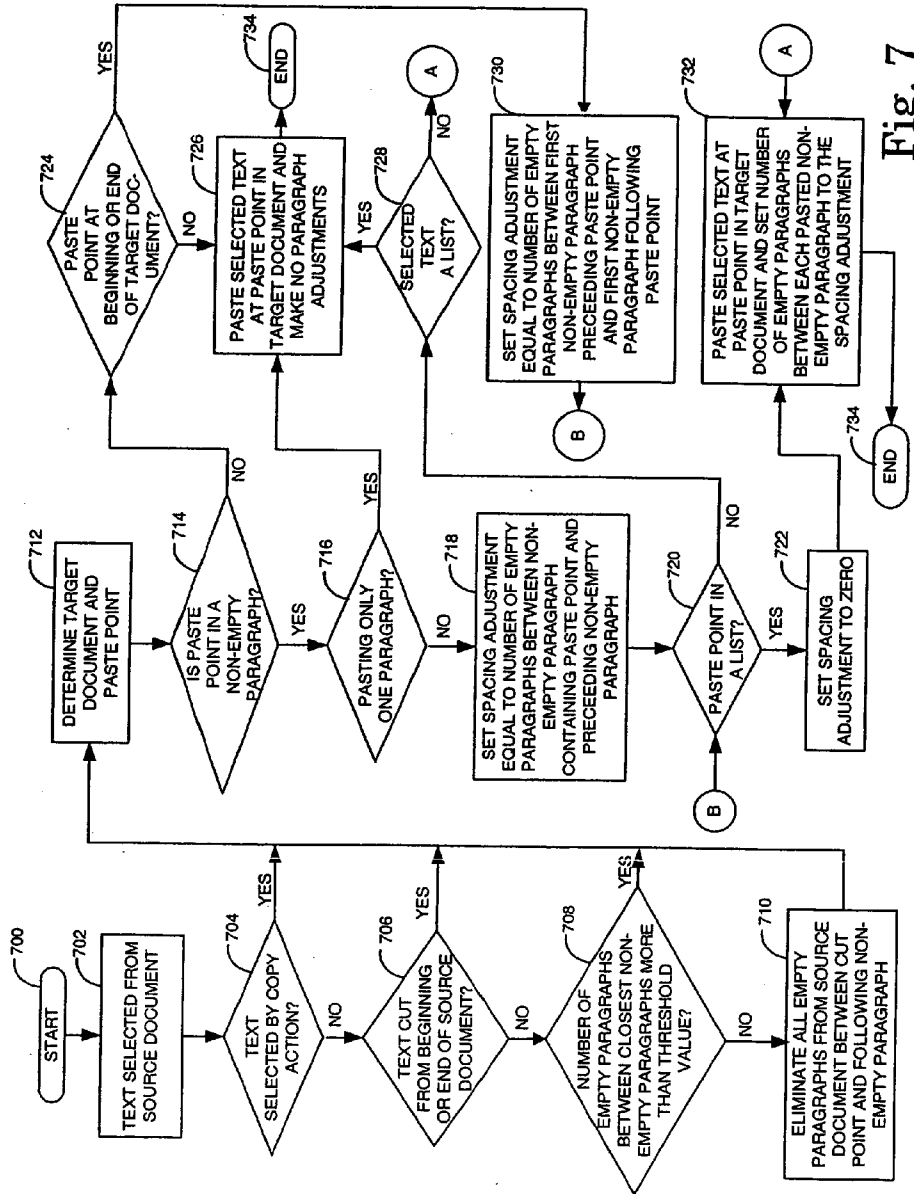 700
START
702
TEXT SELECTED FROM
SOURCE DOCUMENT
704
TEXT
SELECTED BY COPY
ACTION?
YES
NO
706
TEXT CUT
FROM BEGINNING
OR END OF SOURCE
DOCUMENT?
YES
NO
708
NUMBER OF
EMPTY PARAGRAPHS
BETWEEN CLOSEST NON-
EMPTY PARAGRAPHS MORE
THAN THRESHOLD
VALUE?
YES
NO
710
ELIMINATE ALL EMPTY
PARAGRAPHS FROM SOURCE
DOCUMENT BETWEEN CUT
POINT AND FOLLOWING NON-
EMPTY PARAGRAPH
712
DETERMINE TARGET
DOCUMENT AND
PASTE POINT
714
IS PASTE
POINT IN A
NON-EMPTY
PARAGRAPH?
NO
YES
716
PASTING ONLY
ONE PARAGRAPH?
YES
NO
718
SET SPACING ADJUSTMENT
EQUAL TO NUMBER OF EMPTY
PARAGRAPHS BETWEEN NON-
EMPTY PARAGRAPH
CONTAINING PASTE POINT AND
PRECEEDING NON-EMPTY
PARAGRAPH
B
720
PASTE POINT IN
A LIST?
NO
YES
722
SET SPACING
ADJUSTMENT TO ZERO
724
PASTE
POINT AT
BEGINNING OR END
OF TARGET DOC-
UMENT?
YES
NO
726
PASTE SELECTED TEXT
AT PASTE POINT IN
TARGET DOCUMENT AND
MAKE NO PARAGRAPH
ADJUSTMENTS
734
END
YES
728
SELECTED
TEXT
A LIST?
NO
A
730
SET SPACING ADJUSTMENT
EQUAL TO NUMBER OF EMPTY
PARAGRAPHS BETWEEN FIRST
NON-EMPTY PARAGRAPH
PRECEEDING PASTE POINT
AND FIRST NON-EMPTY
PARAGRAPH FOLLOWING
PASTE POINT
B
732
PASTE SELECTED TEXT AT
PASTE POINT IN TARGET
DOCUMENT AND SET NUMBER
OF EMPTY PARAGRAPHS
BETWEEN EACH PASTED NON-
EMPTY PARAGRAPH TO THE
SPACING ADJUSTMENT
A
734
END
Fig. 7